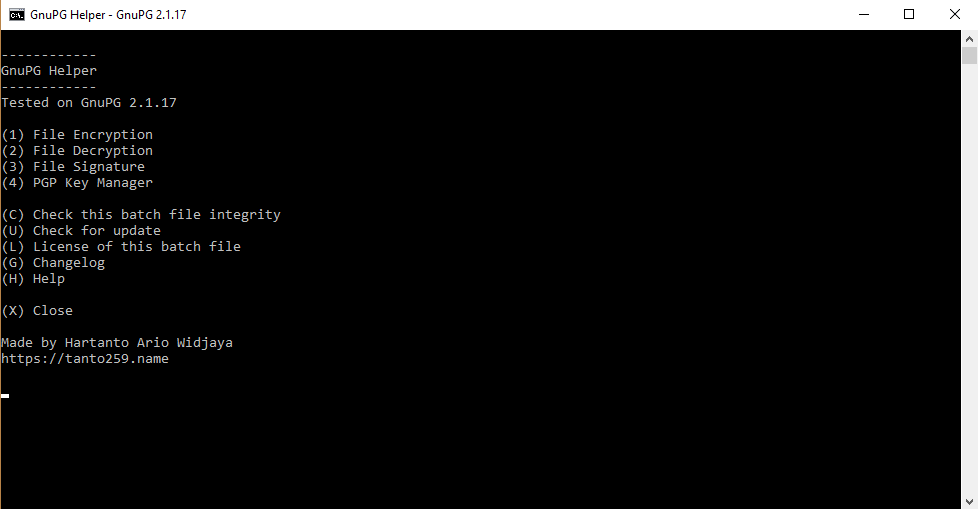 GnuPG Helper - GnuPG 2.1.17
------------
GnuPG Helper
------------
Tested on GnuPG 2.1.17
(1) File Encryption
(2) File Decryption
(3) File Signature
(4) PGP Key Manager
(C) Check this batch file integrity
(U) Check for update
(L) License of this batch file
(G) Changelog
(H) Help
(X) Close
Made by Hartanto Ario Widjaya
https://tanto259.name